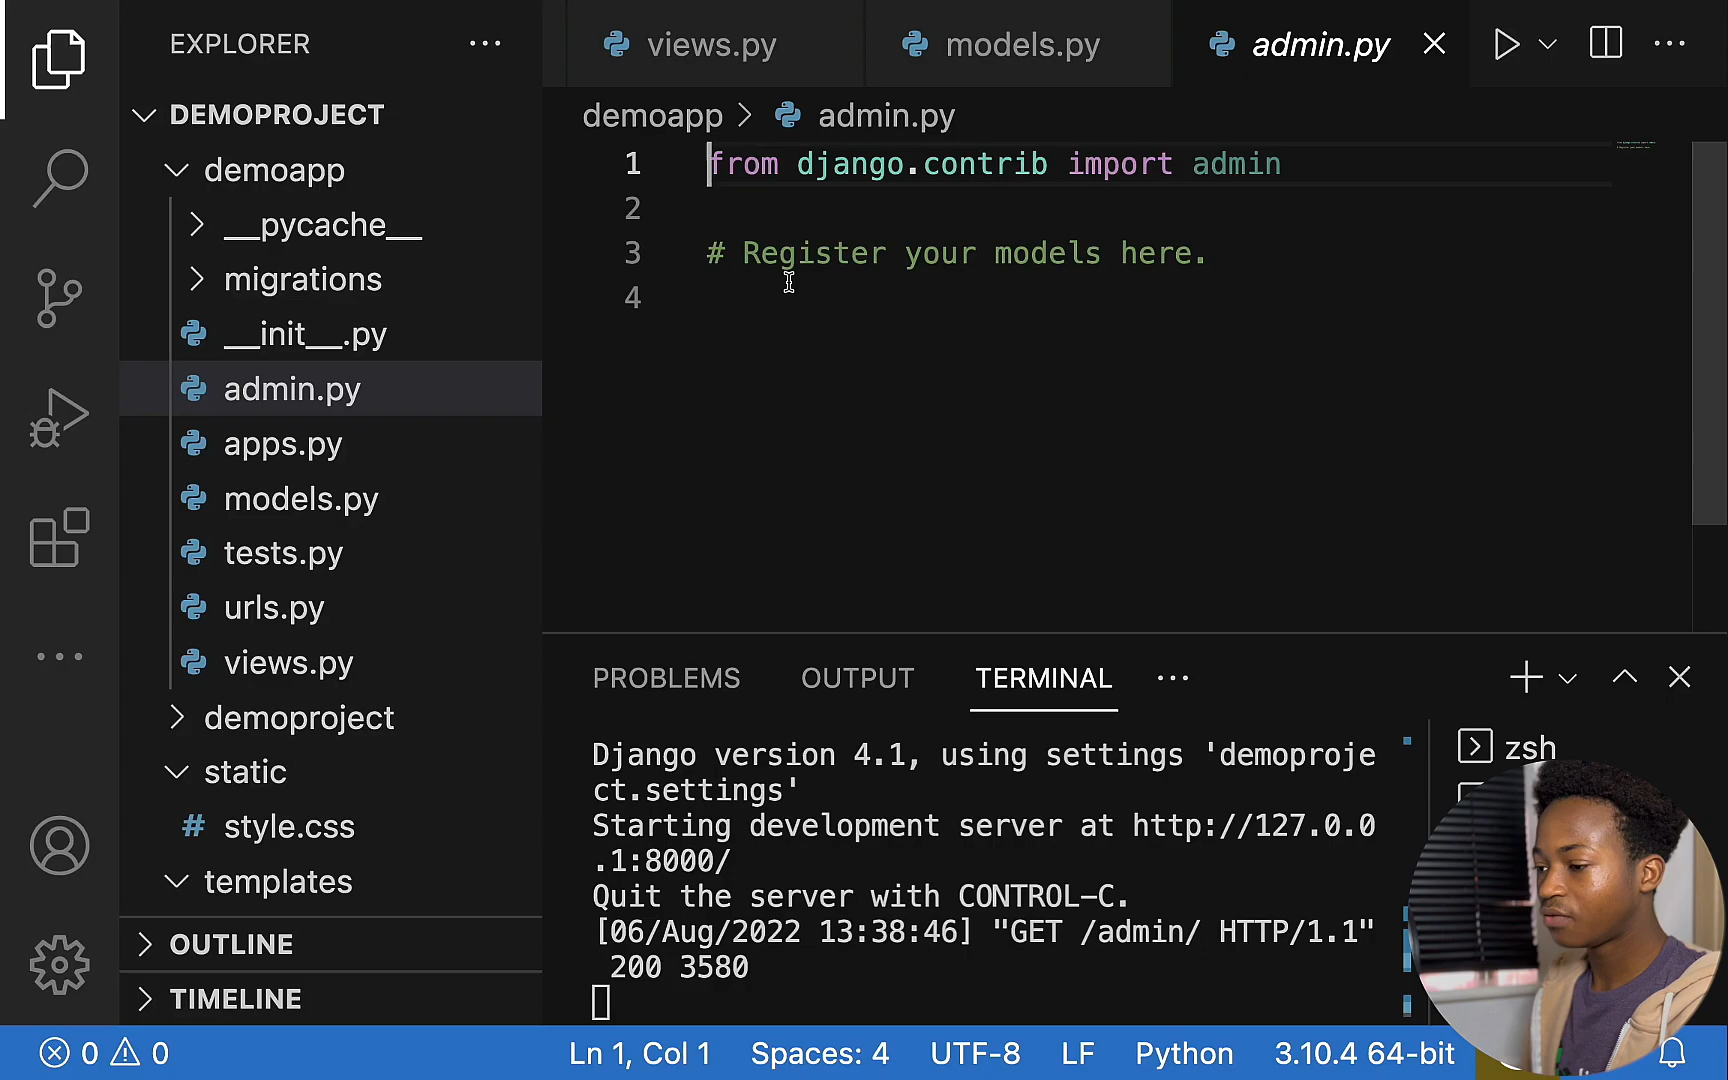 EXPLORER
views.py
models.py
admin.py
DEMOPROJECT
demoapp > admin.py
demoapp
__pycache__
migrations
__init__.py
admin.py
apps.py
models.py
tests.py
urls.py
views.py
demoproject
static
# style.css
templates
OUTLINE
TIMELINE
1 from django.contrib import admin
2
3 # Register your models here.
4
PROBLEMS OUTPUT TERMINAL
zsh
Django version 4.1, using settings 'demoproje
ct.settings'
Starting development server at http://127.0.0
.1:8000/
Quit the server with CONTROL-C.
[06/Aug/2022 13:38:46] "GET /admin/ HTTP/1.1"
200 3580
0 0 Ln 1, Col 1 Spaces: 4 UTF-8 LF Python 3.10.4 64-bit